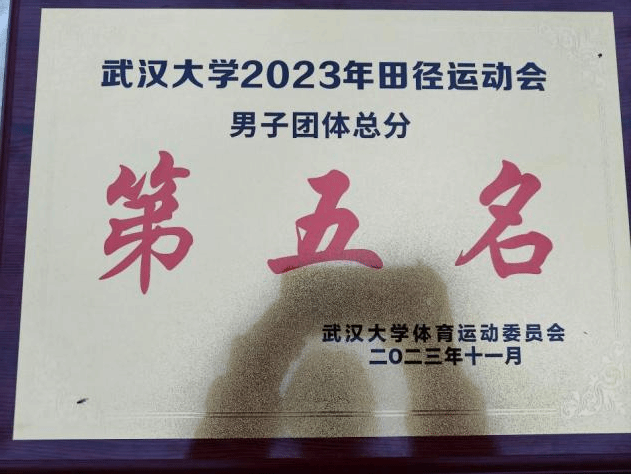 武汉大学2023年田径运动会
男子团体总分
第五名
武汉大学体育运动委员会
二〇二三年十一月